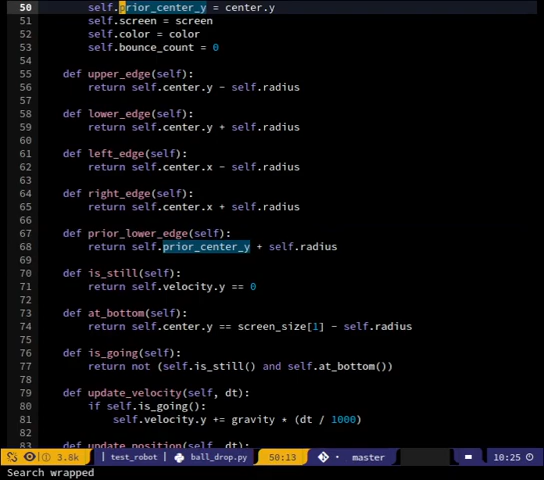 50 self.prior_center_y = center.y
51 self.screen = screen
52 self.color = color
53 self.bounce_count = 0
54
55 def upper_edge(self):
56 return self.center.y - self.radius
57
58 def lower_edge(self):
59 return self.center.y + self.radius
60
61 def left_edge(self):
62 return self.center.x - self.radius
63
64 def right_edge(self):
65 return self.center.x + self.radius
66
67 def prior_lower_edge(self):
68 return self.prior_center_y + self.radius
69
70 def is_still(self):
71 return self.velocity.y == 0
72
73 def at_bottom(self):
74 return self.center.y == screen_size[1] - self.radius
75
76 def is_going(self):
77 return not (self.is_still() and self.at_bottom())
78
79 def update_velocity(self, dt):
80 if self.is_going():
81 self.velocity.y += gravity * (dt / 1000)
82
83 def update_position(self, dt):
3.8k | test_robot ball_drop.py 50:13 master 10:25
Search wrapped